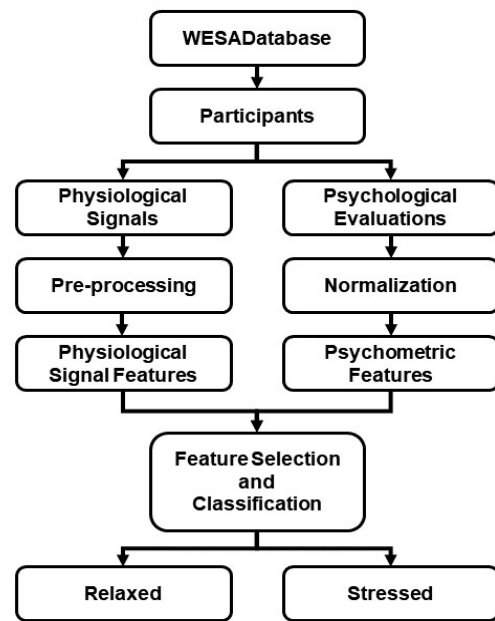 WESADatabase
Participants
Physiological
Signals
Psychological
Evaluations
Pre-processing
Normalization
Physiological
Signal Features
Psychometric
Features
Feature Selection
and
Classification
Relaxed
Stressed